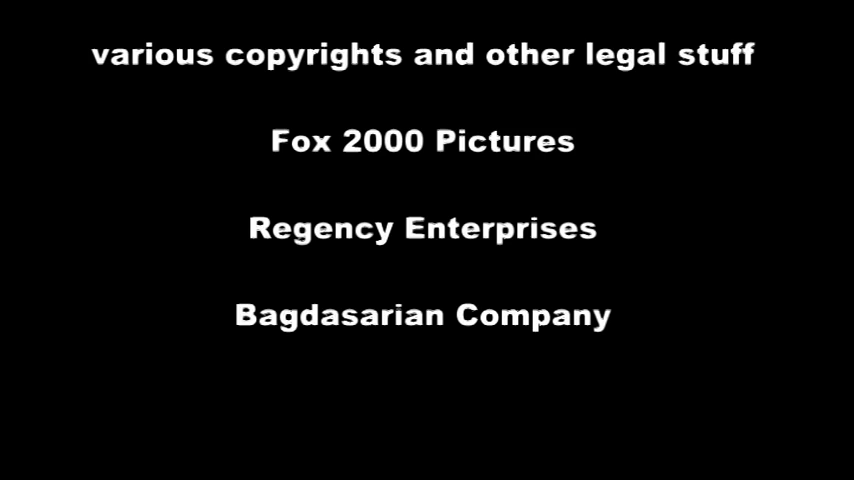 various copyrights and other legal stuff
Fox 2000 Pictures
Regency Enterprises
Bagdasarian Company